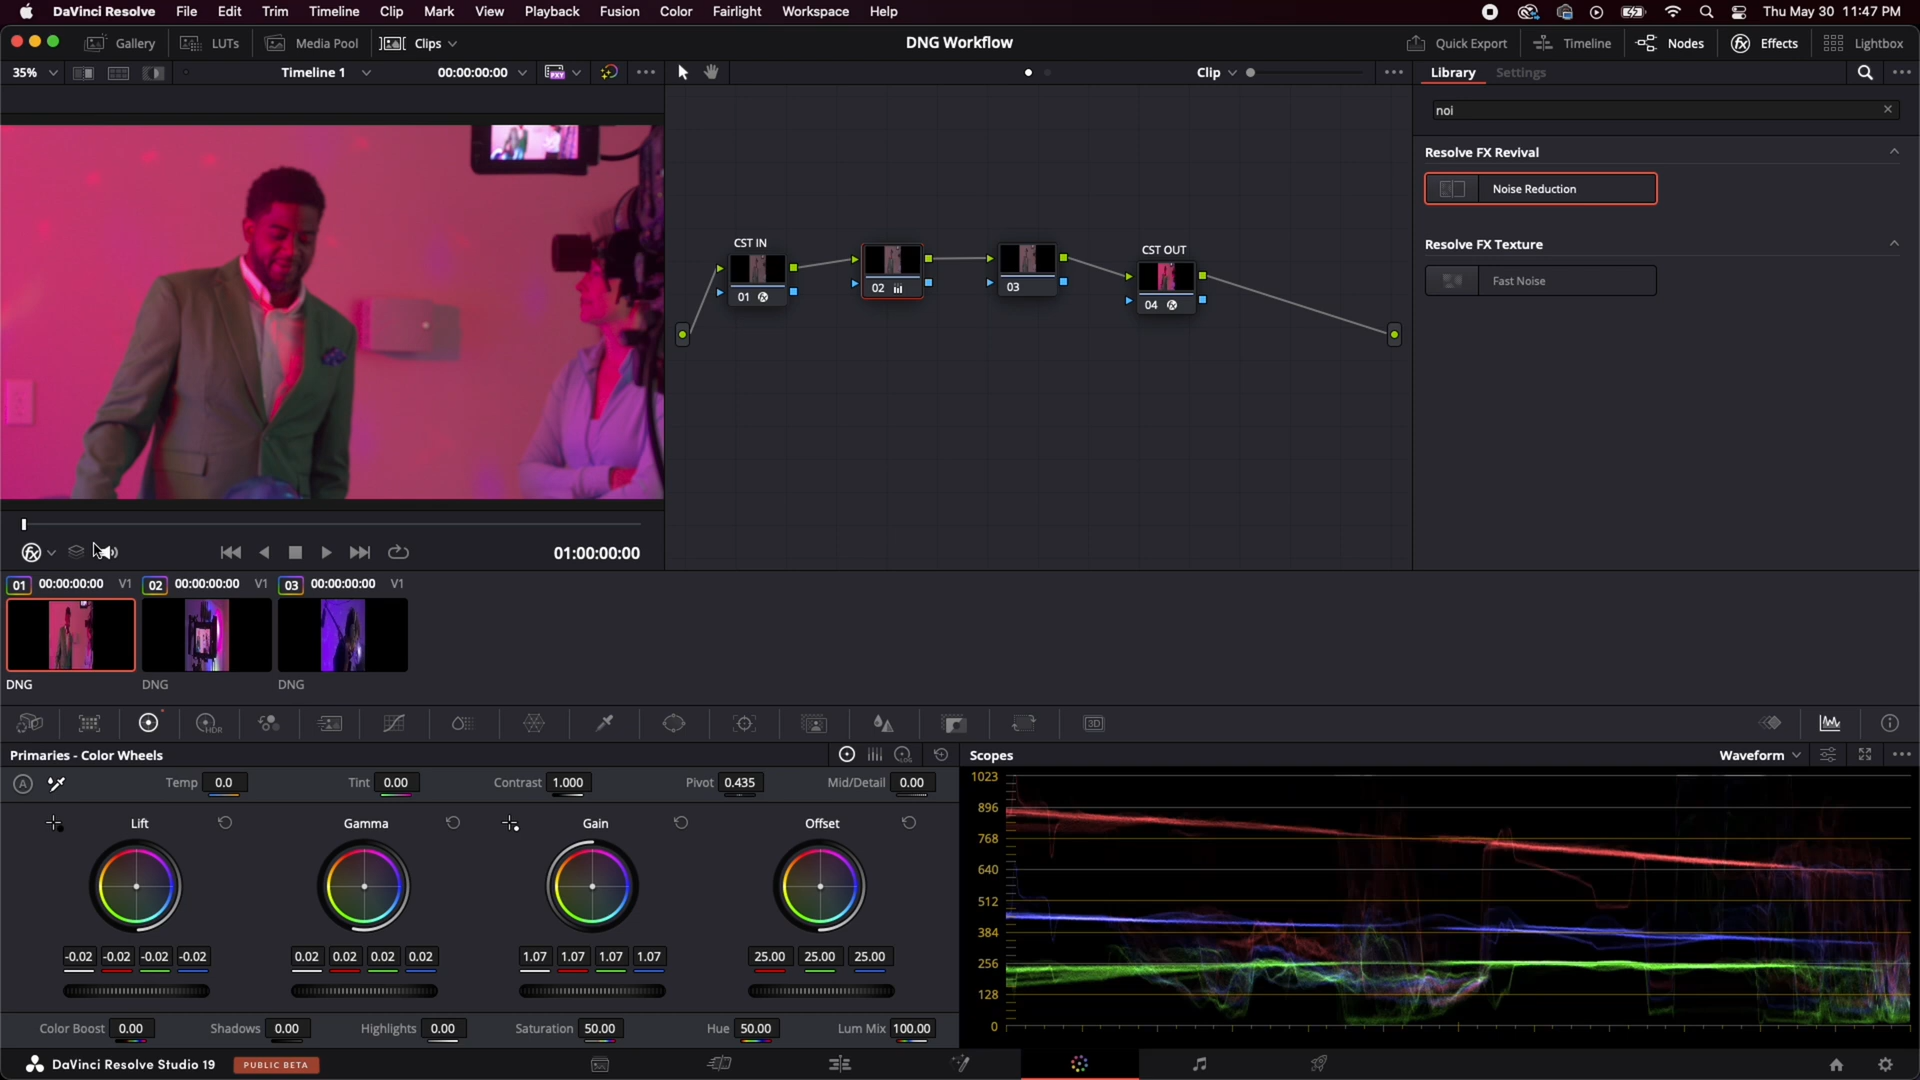 DaVinci Resolve File Edit Trim Timeline Clip Mark View Playback Fusion Color Fairlight Workspace Help Thu May 30 11:47 PM
Gallery LUTs Media Pool Clips DNG Workflow Quick Export Timeline Nodes Effects Lightbox
35% Timeline 1 00:00:00:00 Clip Library Settings
noi
Resolve FX Revival
Noise Reduction
CST IN CST OUT
Resolve FX Texture
Fast Noise
01 02 03 04
01:00:00:00
01 00:00:00:00 V1 02 00:00:00:00 V1 03 00:00:00:00 V1
DNG DNG DNG
HDR 3D
Primaries - Color Wheels Scopes Waveform
A Temp 0.0 Tint 0.00 Contrast 1.000 Pivot 0.435 Mid/Detail 0.00
Lift Gamma Gain Offset
-0.02 -0.02 -0.02 -0.02 0.02 0.02 0.02 0.02 1.07 1.07 1.07 1.07 25.00 25.00 25.00
Color Boost 0.00 Shadows 0.00 Highlights 0.00 Saturation 50.00 Hue 50.00 Lum Mix 100.00
1023
896
768
640
512
384
256
128
0
DaVinci Resolve Studio 19 PUBLIC BETA